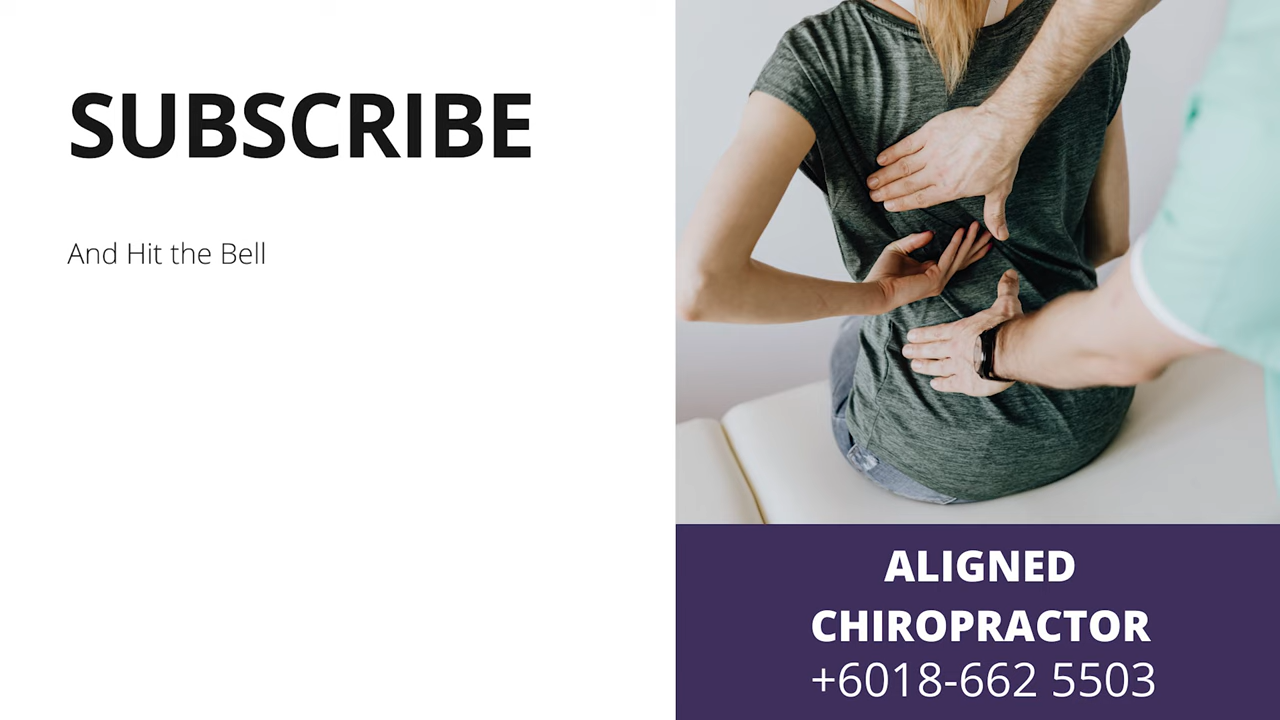 SUBSCRIBE
And Hit the Bell
ALIGNED
CHIROPRACTOR
+6018-662 5503